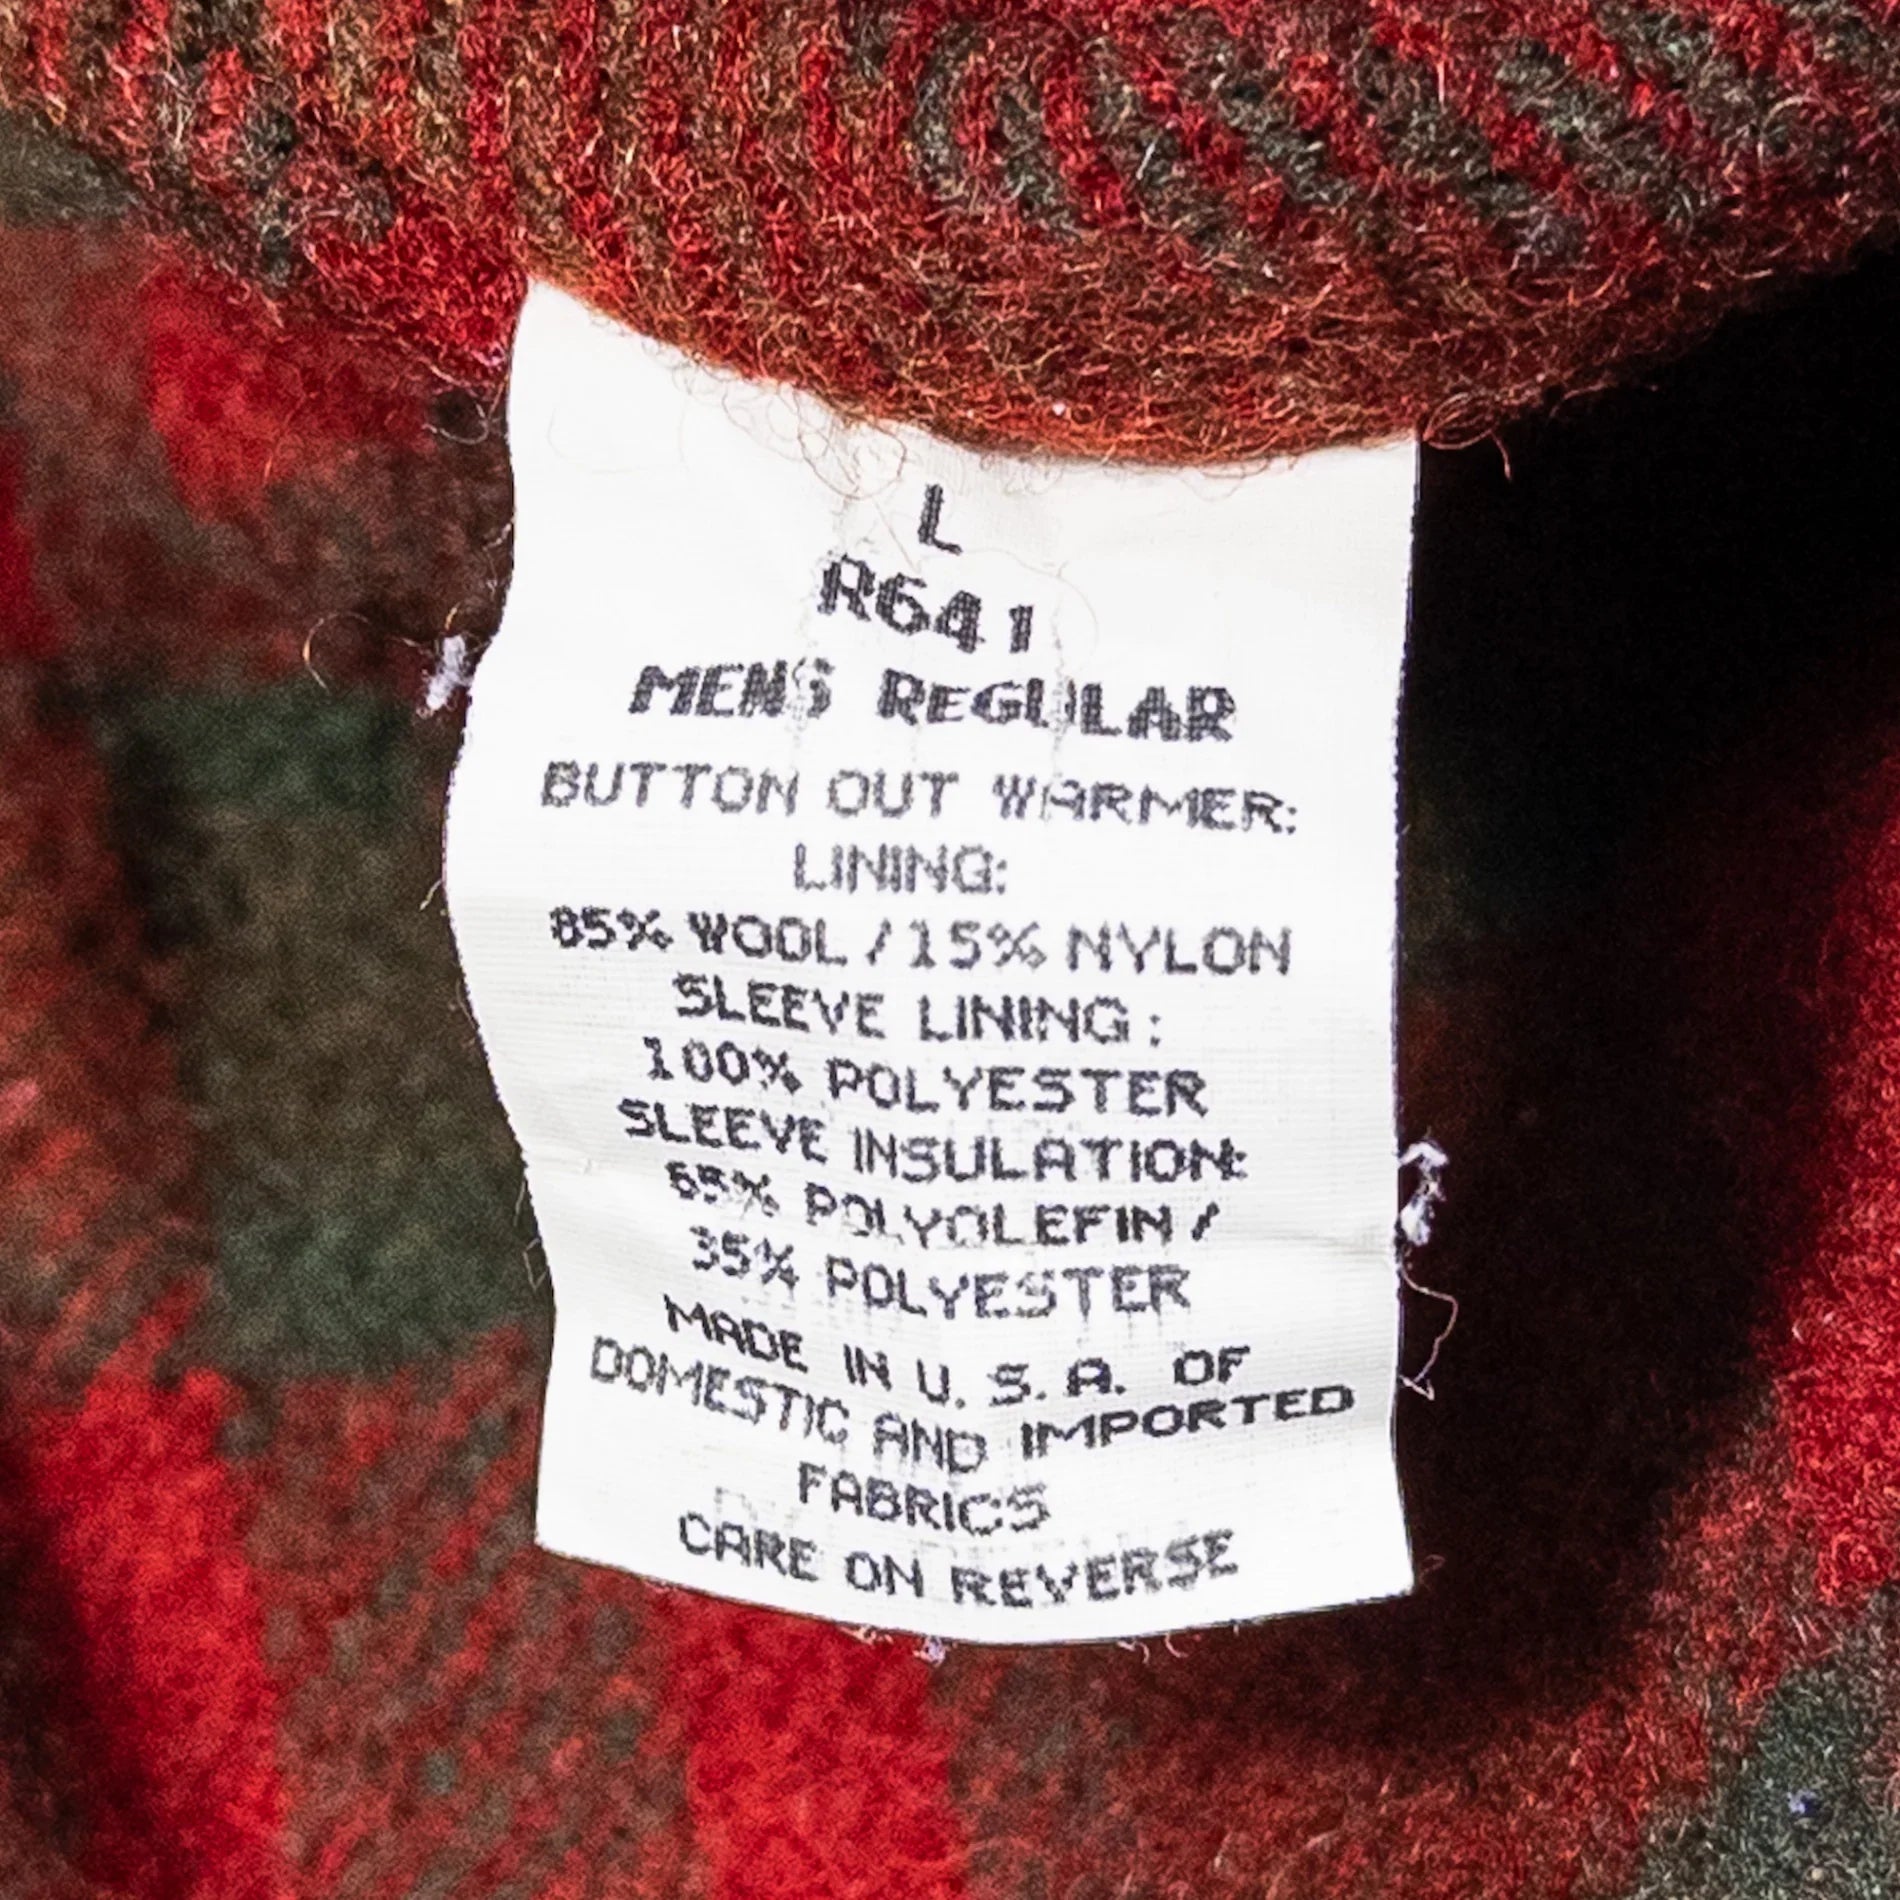 L
R641
MENS REGULAR
BUTTON OUT WARMER:
LINING:
85% WOOL / 15% NYLON
SLEEVE LINING:
100% POLYESTER
SLEEVE INSULATION:
65% POLYOLEFIN /
35% POLYESTER
MADE IN U.S.A. OF
DOMESTIC AND IMPORTED
FABRICS
CARE ON REVERSE